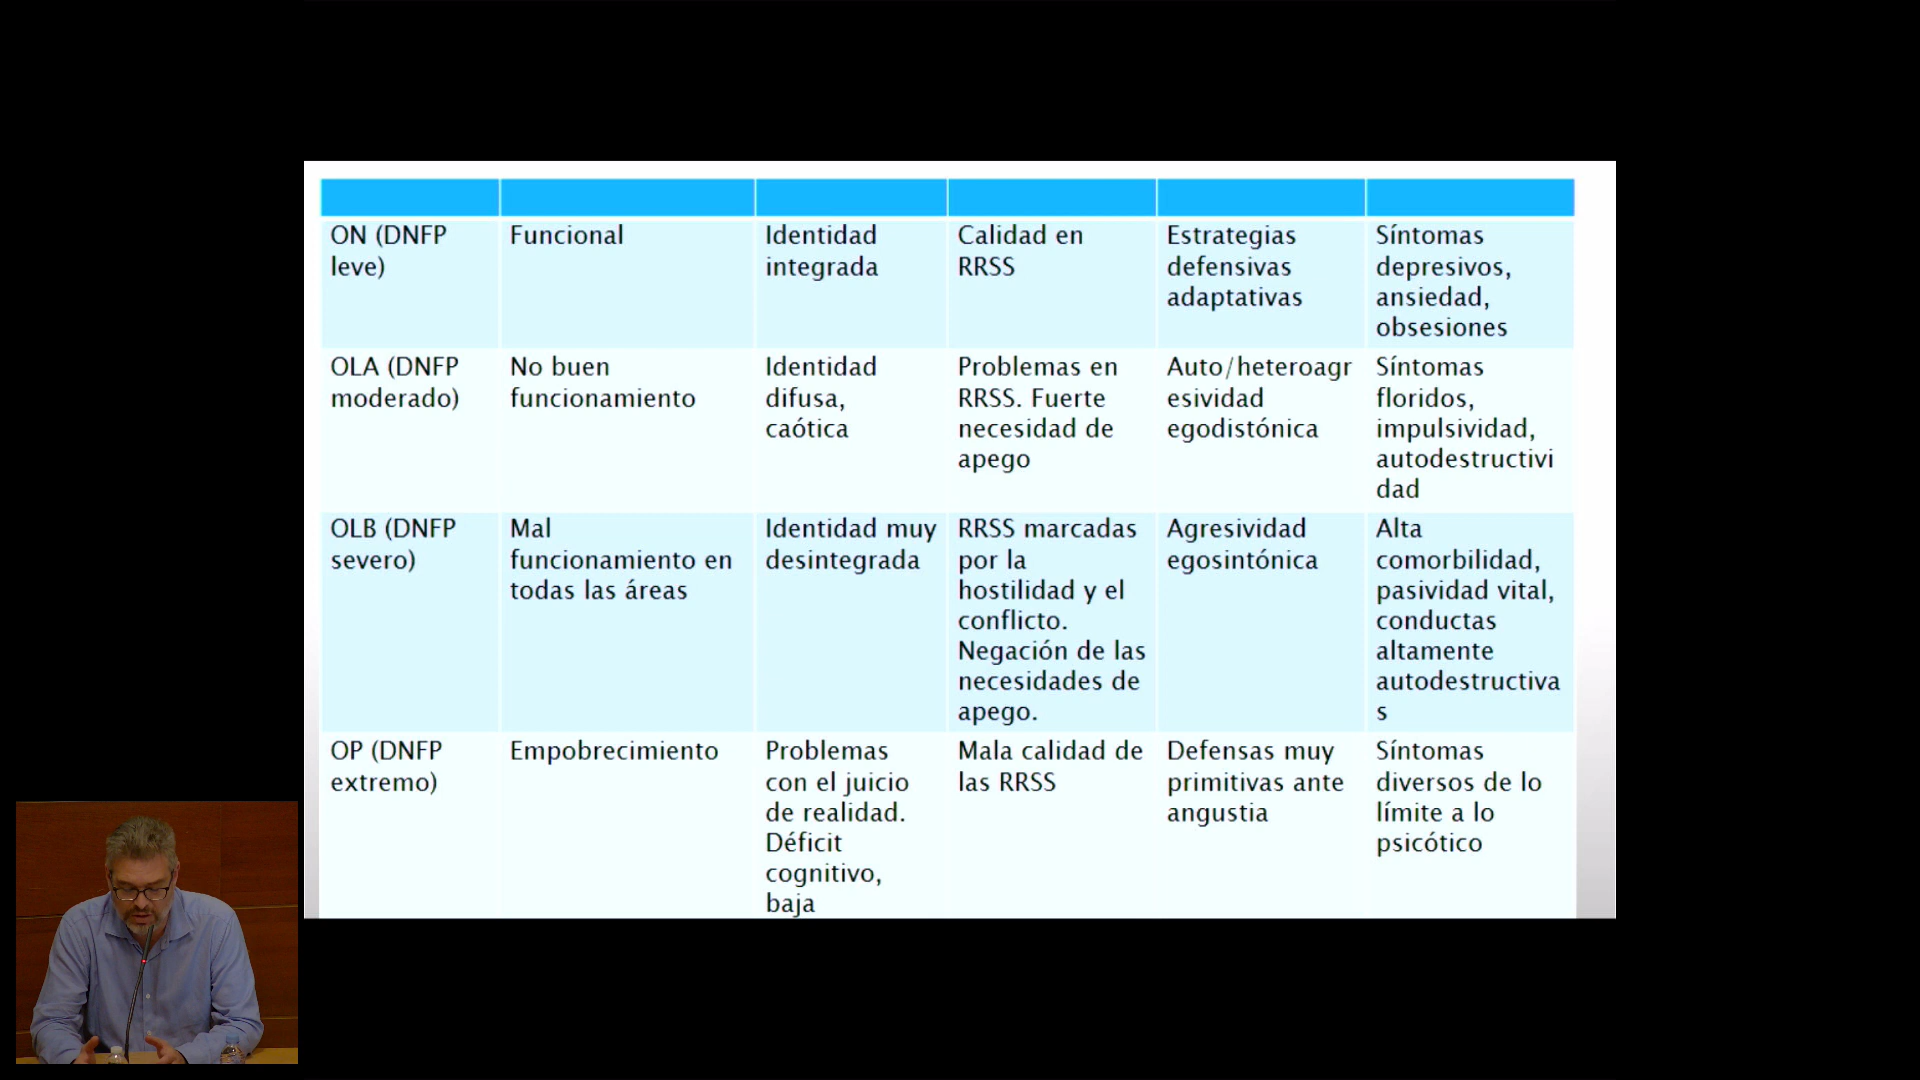 ON (DNFP
leve)
Funcional
Identidad
integrada
Calidad en
RRSS
Estrategias
defensivas
adaptativas
Síntomas
depresivos,
ansiedad,
obsesiones
OLA (DNFP
moderado)
No buen
funcionamiento
Identidad
difusa,
caótica
Problemas en
RRSS. Fuerte
necesidad de
apego
Auto/heteroagr
esividad
egodistónica
Síntomas
floridos,
impulsividad,
autodestructivi
dad
OLB (DNFP
severo)
Mal
funcionamiento en
todas las áreas
Identidad muy
desintegrada
RRSS marcadas
por la
hostilidad y el
conflicto.
Negación de las
necesidades de
apego.
Agresividad
egosintónica
Alta
comorbilidad,
pasividad vital,
conductas
altamente
autodestructiva
s
OP (DNFP
extremo)
Empobrecimiento
Problemas
con el juicio
de realidad.
Déficit
cognitivo,
baja
Mala calidad de
las RRSS
Defensas muy
primitivas ante
angustia
Síntomas
diversos de lo
límite a lo
psicótico